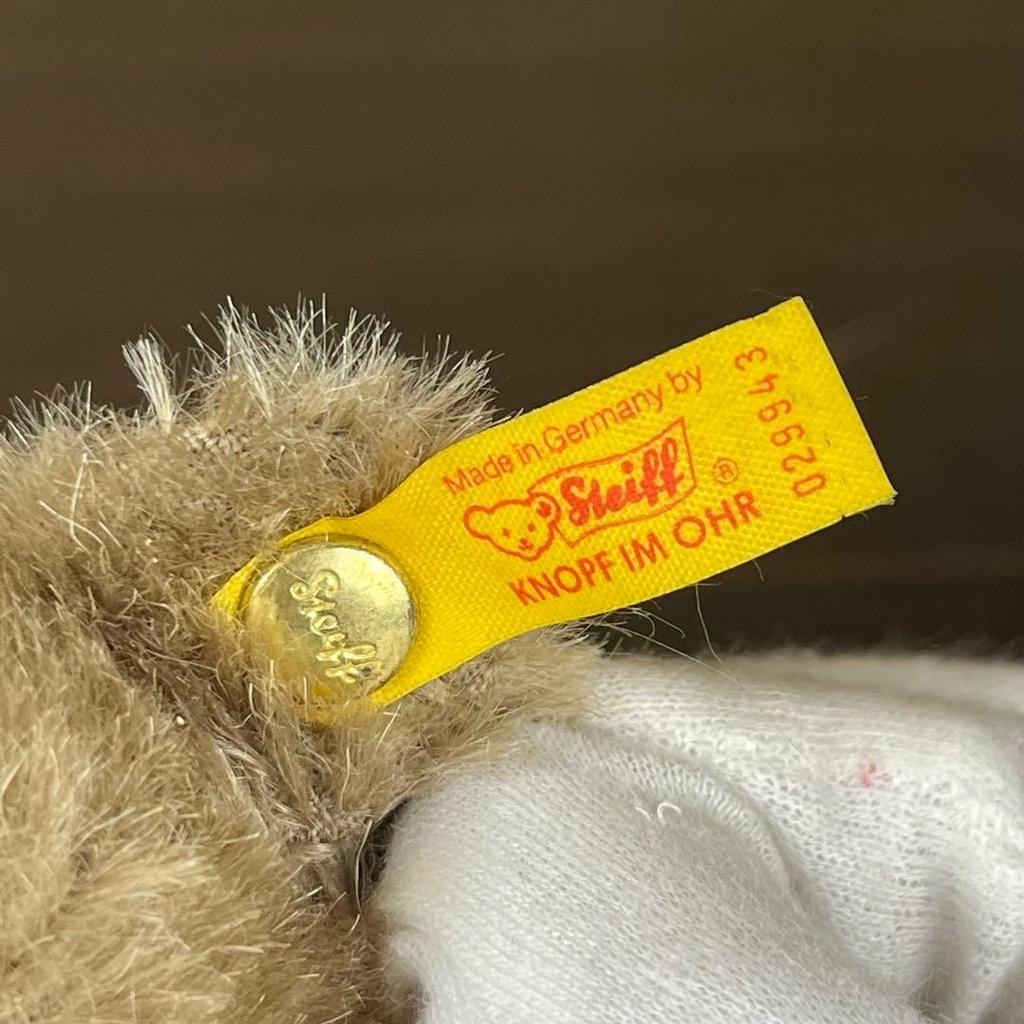 Made in Germany by
Steiff ®
KNOPF IM OHR
029943
Steiff